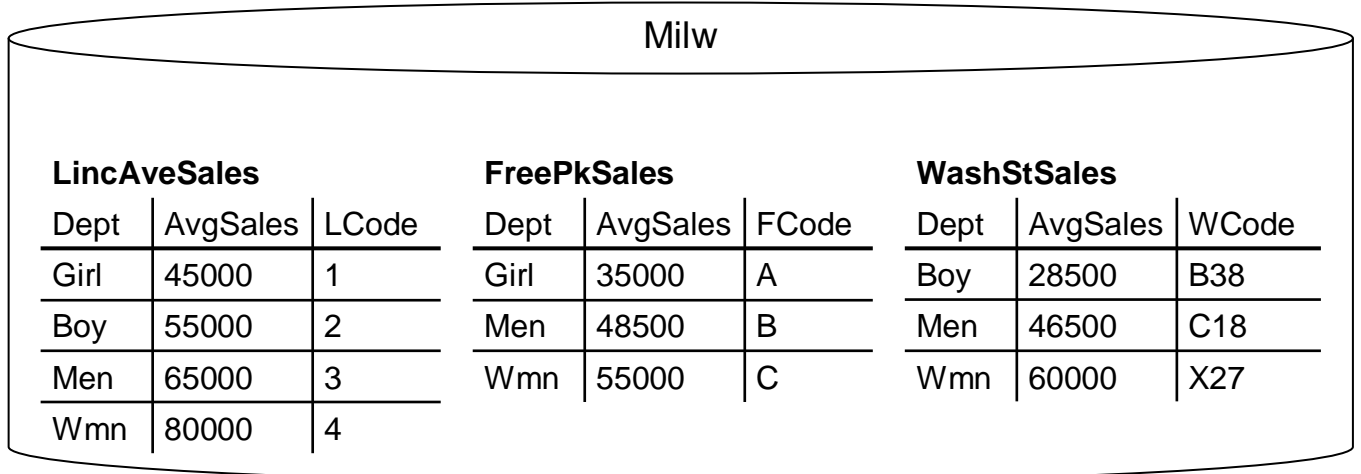 Milw
LincAveSales
Dept AvgSales LCode
Girl 45000 1
Boy 55000 2
Men 65000 3
Wmn 80000 4
FreePkSales
Dept AvgSales FCode
Girl 35000 A
Men 48500 B
Wmn 55000 C
WashStSales
Dept AvgSales WCode
Boy 28500 B38
Men 46500 C18
Wmn 60000 X27